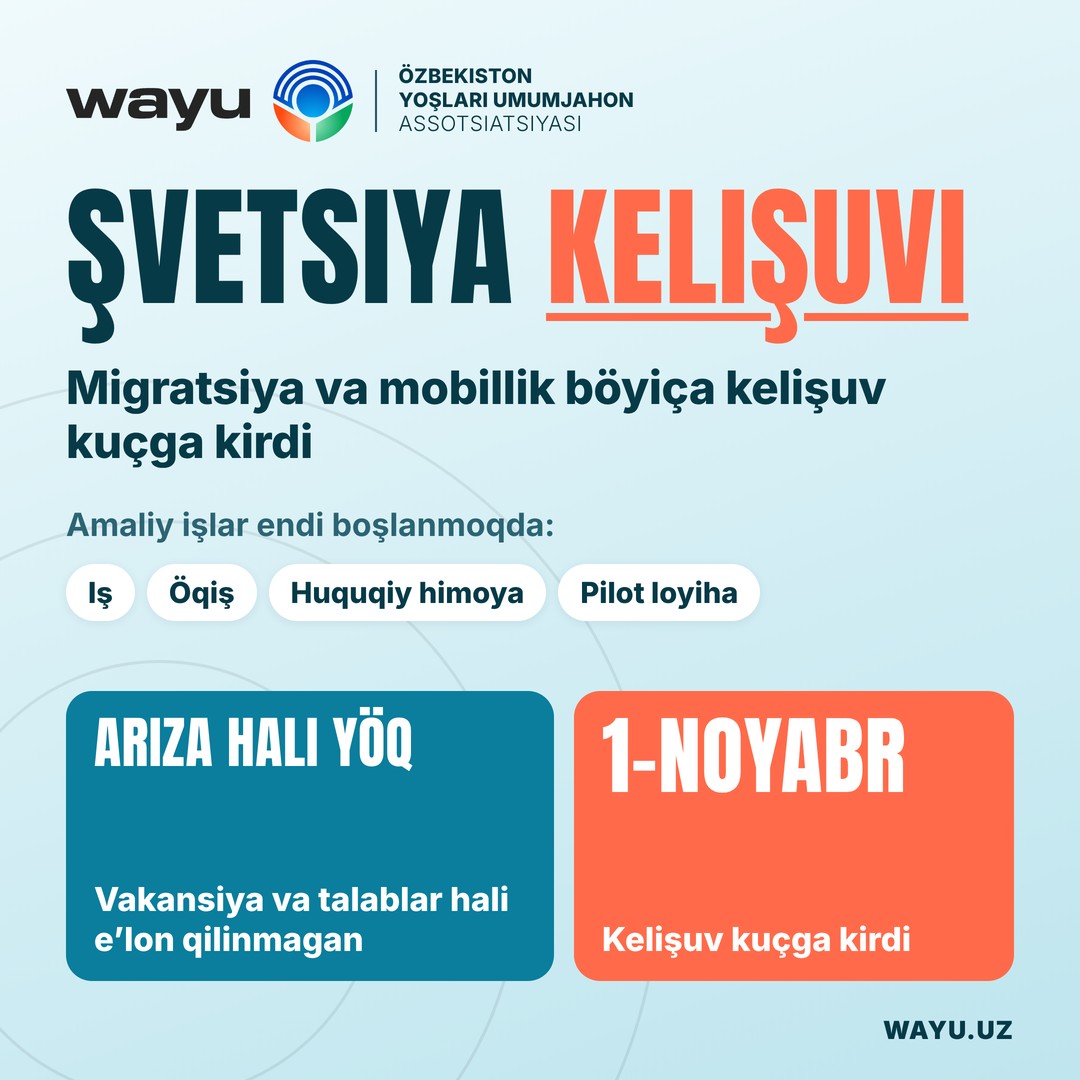 wayu
ÖZBEKISTON
YOŞLARI UMUMJAHON
ASSOTSIATSIYASI
ŞVETSIYA KELIŞUVI
Migratsiya va mobillik böyiça kelişuv
kuçga kirdi
Amaliy işlar endi boşlanmoqda:
Iş
Öqiş
Huquqiy himoya
Pilot loyiha
ARIZA HALI YÖQ
Vakansiya va talablar hali
e’lon qilinmagan
1-NOYABR
Kelişuv kuçga kirdi
WAYU.UZ